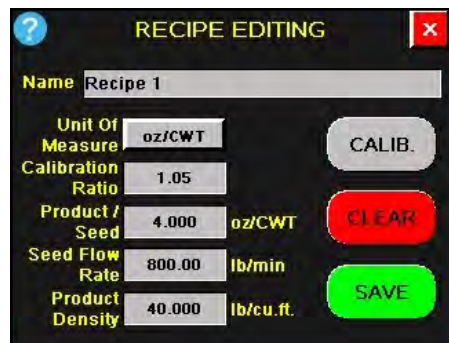 ?
RECIPE EDITING
X
Name Recipe 1
Unit Of
Measure
oz/CWT
CALIB.
Calibration
Ratio
1.05
Product /
Seed
4.000 oz/CWT
CLEAR
Seed Flow
Rate
800.00 lb/min
Product
Density
40.000 lb/cu.ft.
SAVE